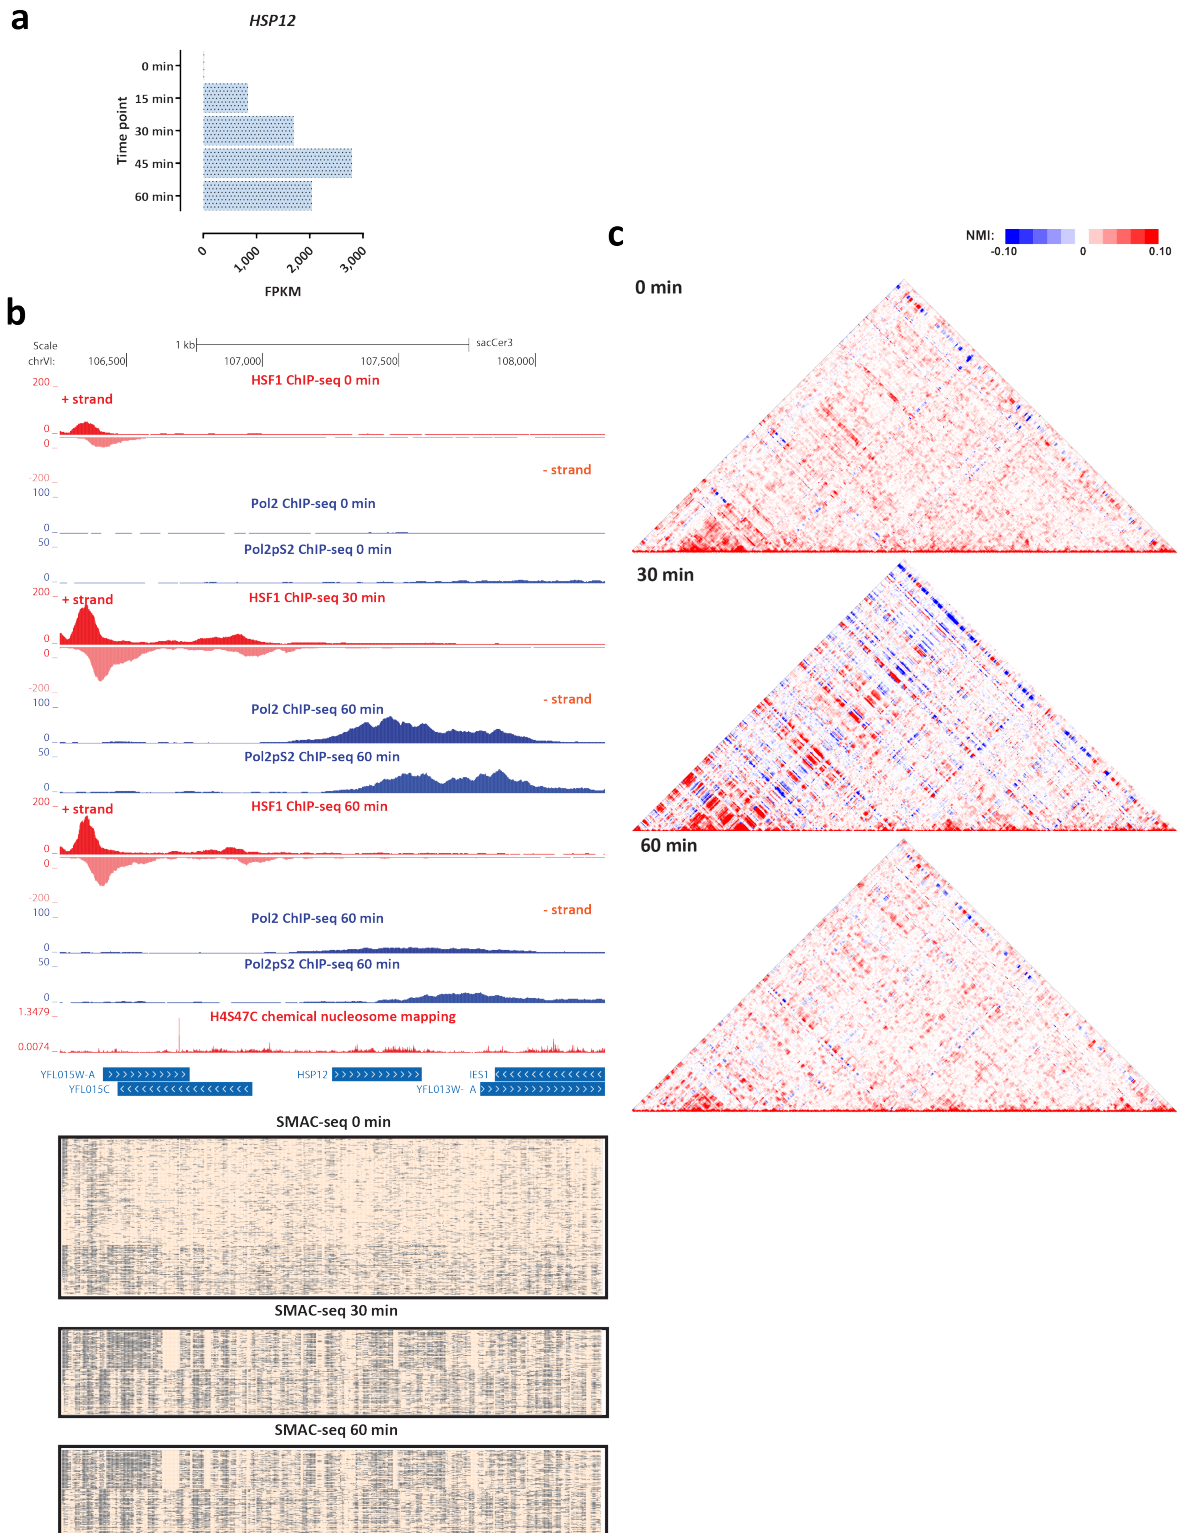 a
HSP12
Time point
0 min
15 min
30 min
45 min
60 min
0
1,000
2,000
3,000
FPKM
b
Scale
1 kb
sacCer3
chrVI:
106,500
107,000
107,500
108,000
HSF1 ChIP-seq 0 min
200
+ strand
0
0
- strand
-200
Pol2 ChIP-seq 0 min
100
0
Pol2pS2 ChIP-seq 0 min
50
0
HSF1 ChIP-seq 30 min
200
+ strand
0
0
-200
- strand
Pol2 ChIP-seq 60 min
100
0
Pol2pS2 ChIP-seq 60 min
50
0
HSF1 ChIP-seq 60 min
200
+ strand
0
0
-200
- strand
Pol2 ChIP-seq 60 min
100
0
Pol2pS2 ChIP-seq 60 min
50
0
H4S47C chemical nucleosome mapping
1.3479
0.0074
YFL015W-A
HSP12
IES1
YFL015C
YFL013W- A
SMAC-seq 0 min
SMAC-seq 30 min
SMAC-seq 60 min
c
NMI:
-0.10
0
0.10
0 min
30 min
60 min